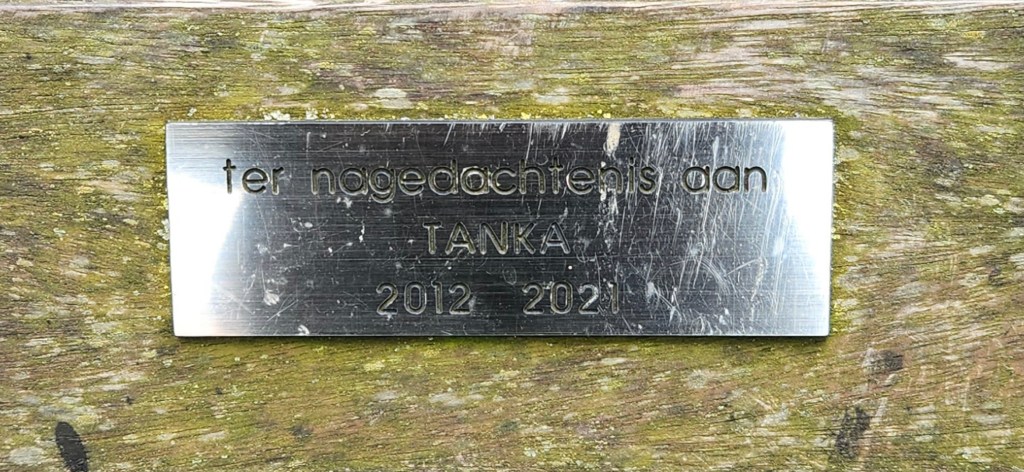 ter nagedachtenis aan
TANKA
2012 2021